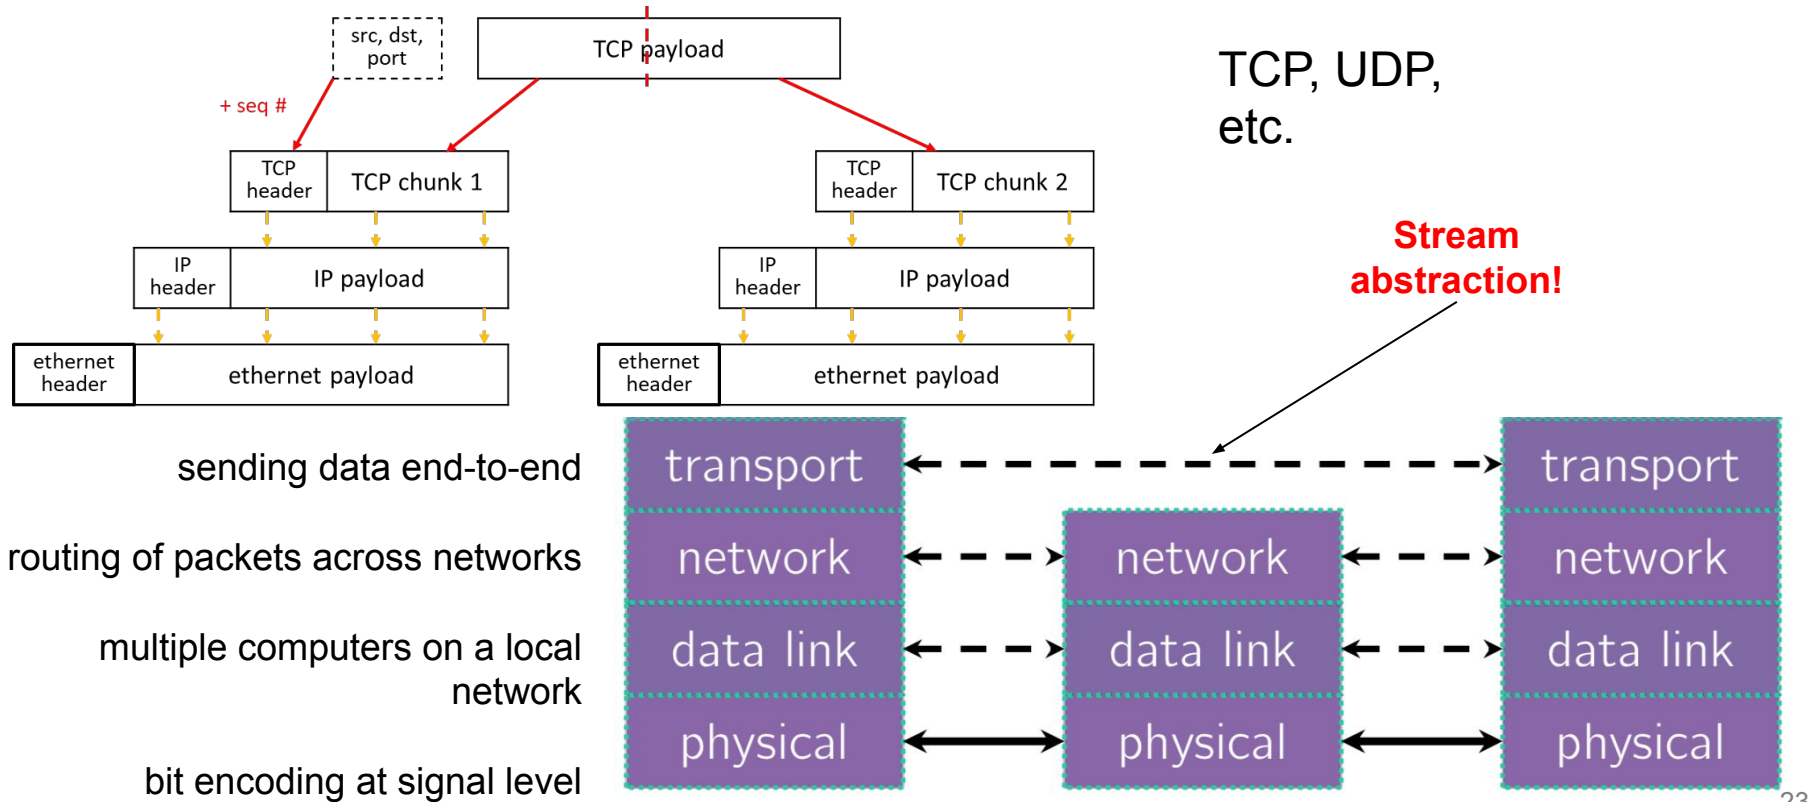 src, dst,
port
TCP payload
TCP, UDP,
etc.
+ seq #
TCP
header
TCP chunk 1
TCP
header
TCP chunk 2
IP
header
IP payload
IP
header
IP payload
Stream
abstraction!
ethernet
header
ethernet payload
ethernet
header
ethernet payload
sending data end-to-end
transport
transport
routing of packets across networks
network
network
network
multiple computers on a local
network
data link
data link
data link
bit encoding at signal level
physical
physical
physical
23